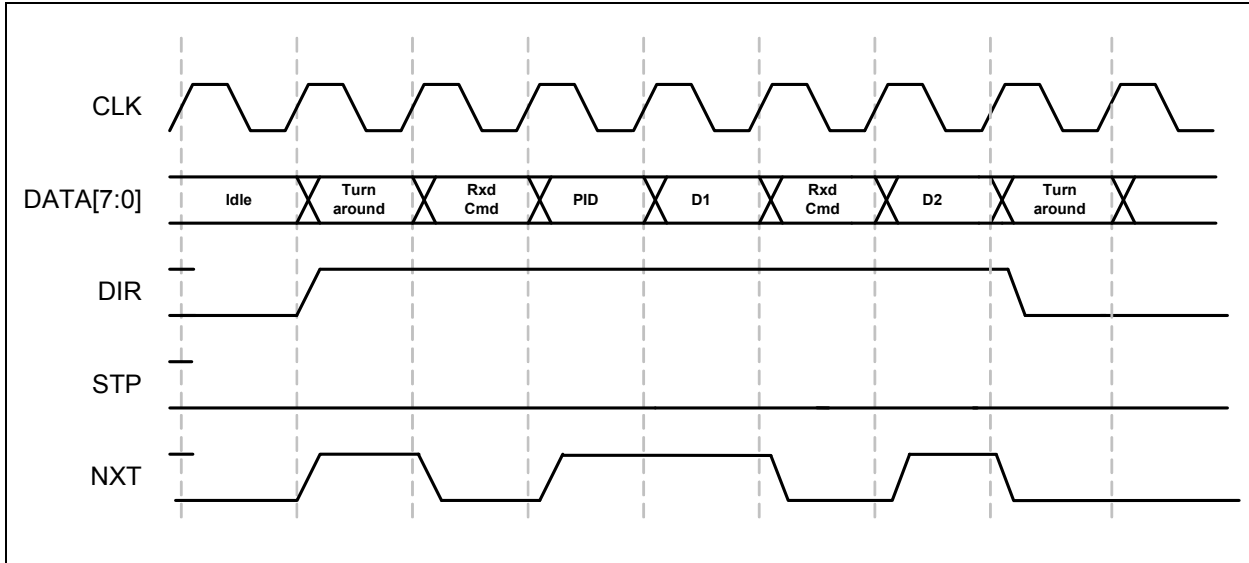 CLK
DATA[7:0]
Idle
Turn
around
Rxd
Cmd
PID
D1
Rxd
Cmd
D2
Turn
around
DIR
STP
NXT